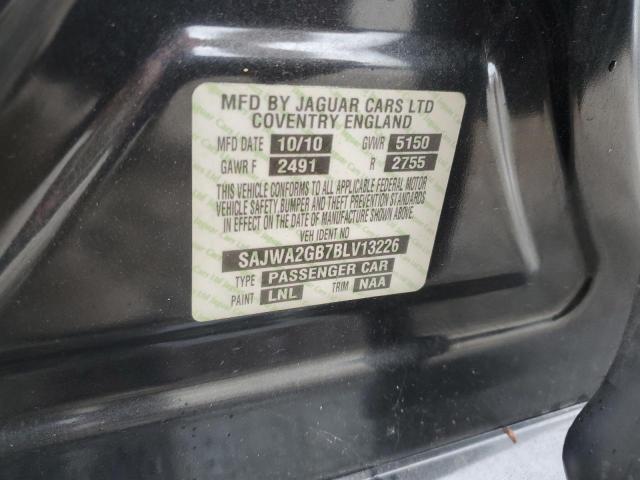 MFD BY JAGUAR CARS LTD
COVENTRY ENGLAND
MFD DATE 10/10 GVWR 5150
GAWR F 2491 R 2755
THIS VEHICLE CONFORMS TO ALL APPLICABLE FEDERAL MOTOR
VEHICLE SAFETY, BUMPER AND THEFT PREVENTION STANDARDS
IN EFFECT ON THE DATE OF MANUFACTURE SHOWN ABOVE.
VEH IDENT NO
SAJWA2GB7BLV13226
TYPE PASSENGER CAR
PAINT LNL TRIM NAA